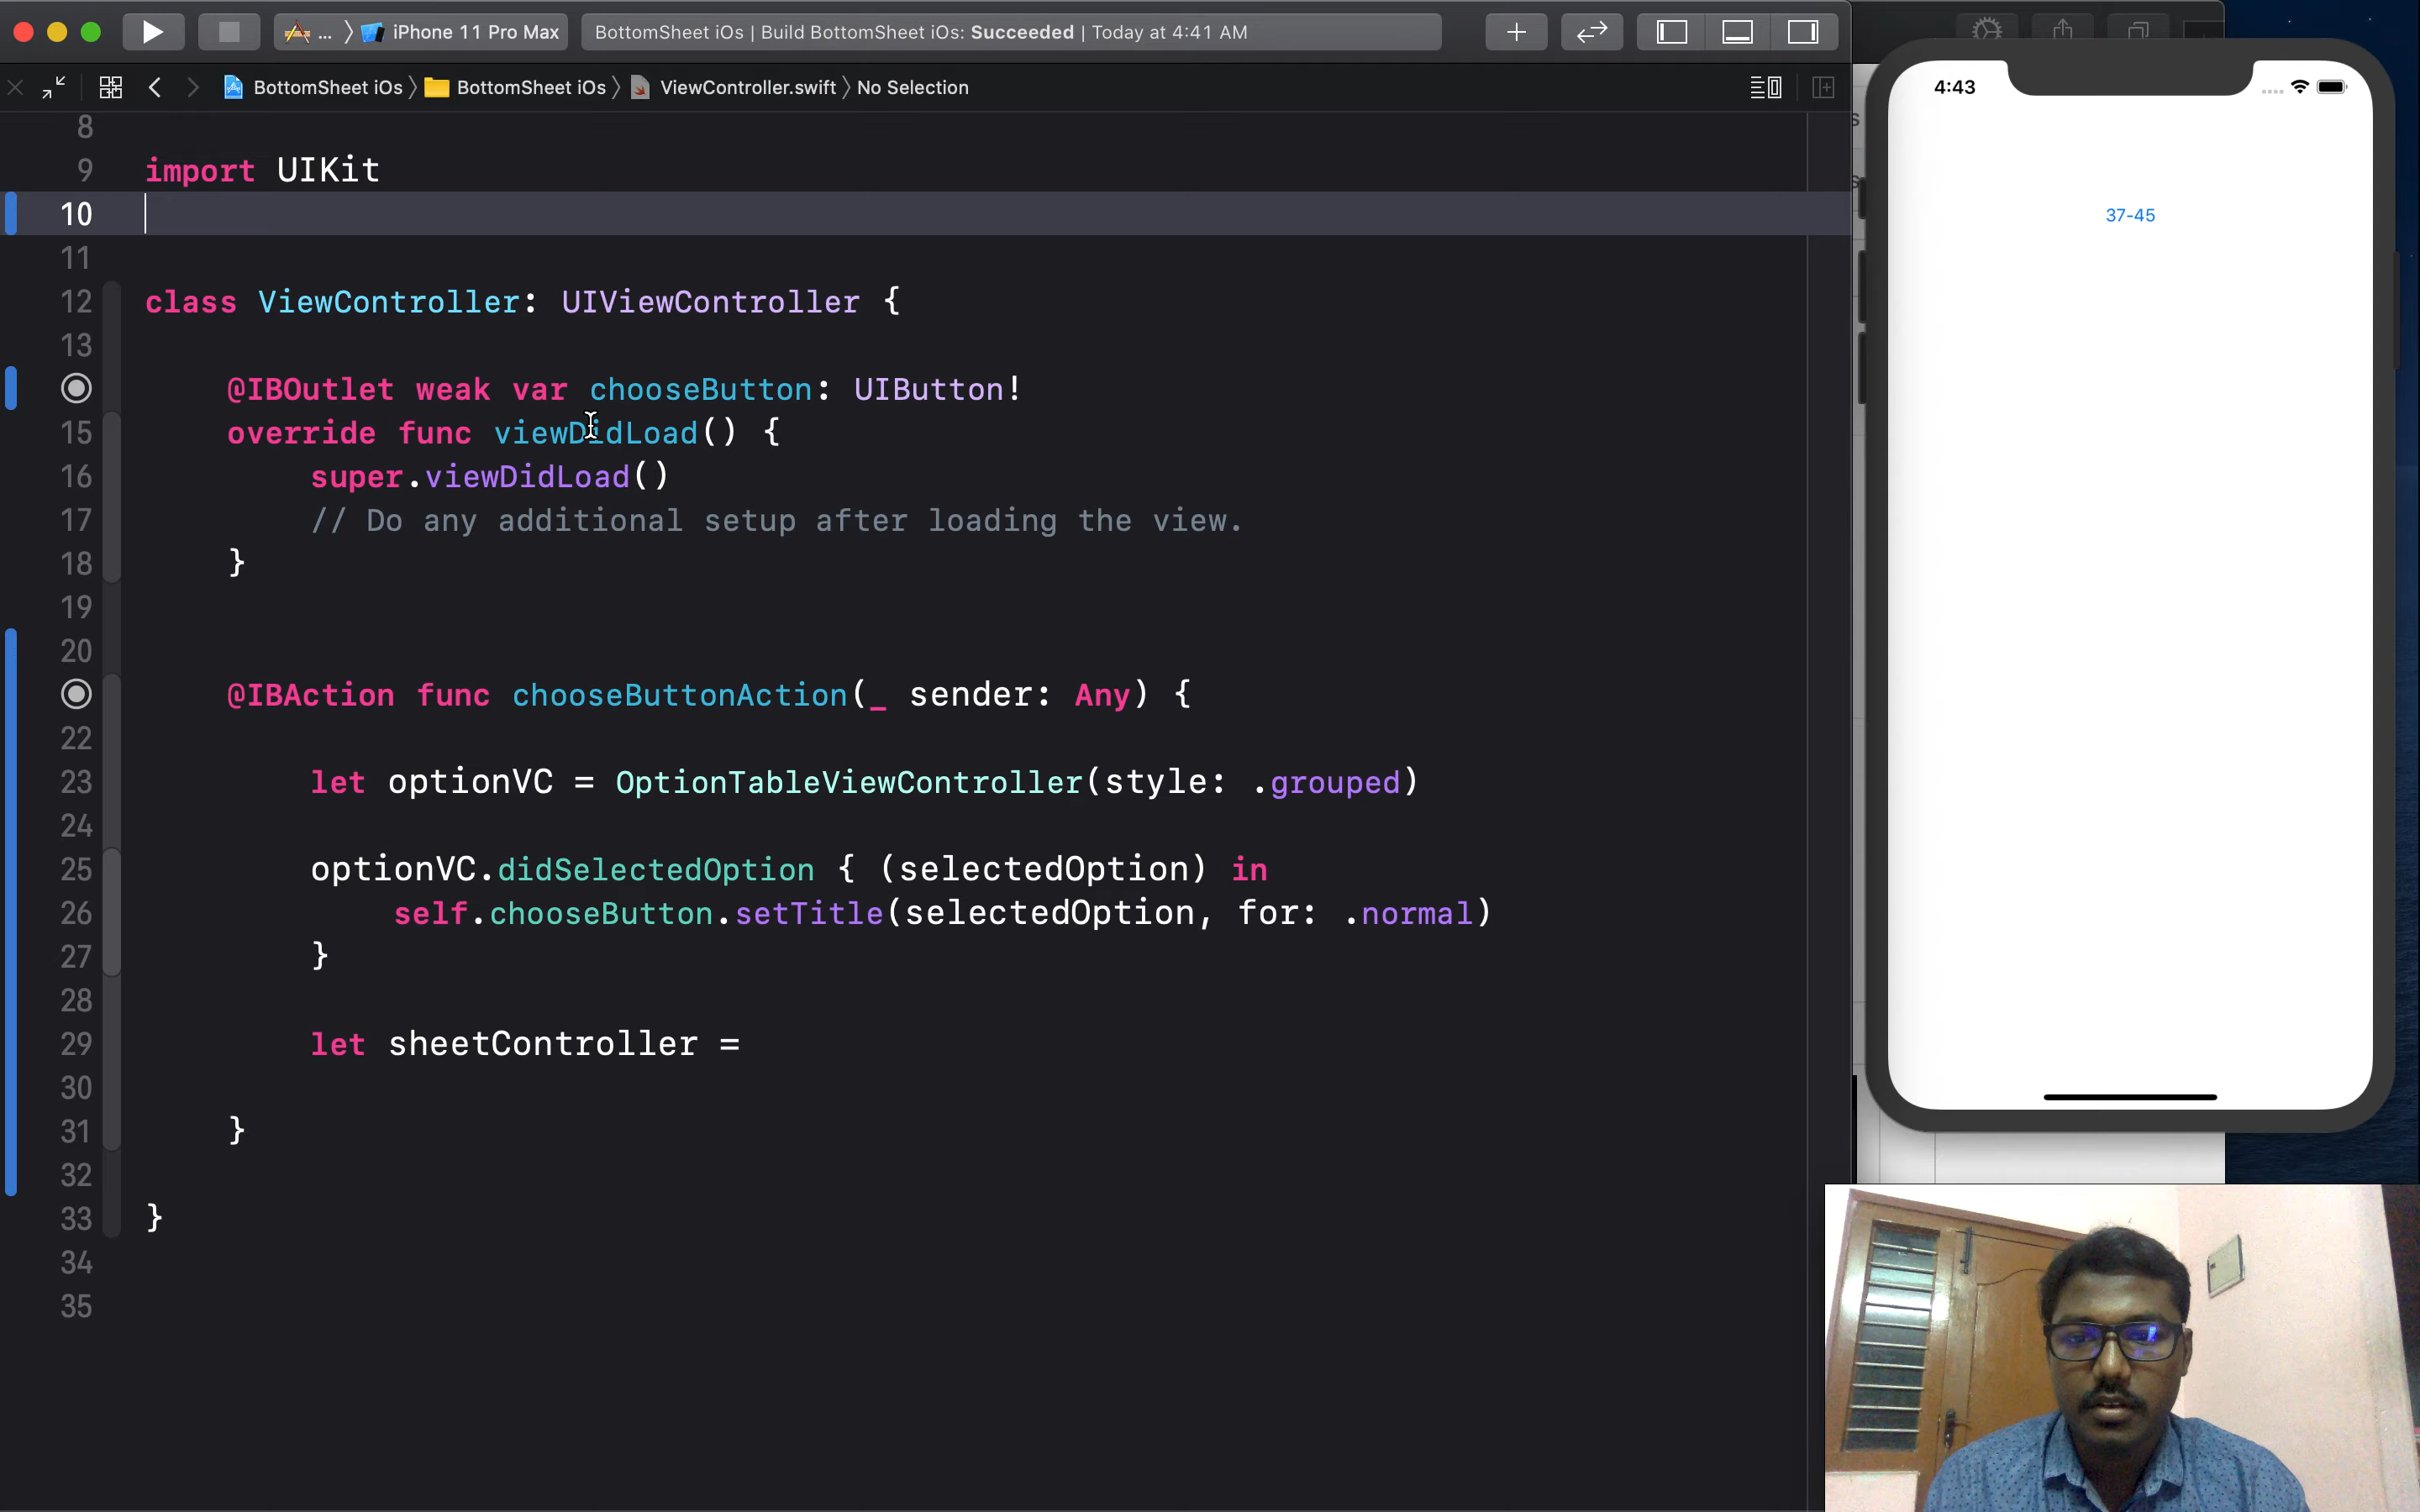 ... iPhone 11 Pro Max
BottomSheet iOs | Build BottomSheet iOs: Succeeded | Today at 4:41 AM
BottomSheet iOs BottomSheet iOs ViewController.swift No Selection
8
9 import UIKit
10
11
12 class ViewController: UIViewController {
13
@IBOutlet weak var chooseButton: UIButton!
15 override func viewDidLoad() {
16 super.viewDidLoad()
17 // Do any additional setup after loading the view.
18 }
19
20
@IBAction func chooseButtonAction(_ sender: Any) {
22
23 let optionVC = OptionTableViewController(style: .grouped)
24
25 optionVC.didSelectedOption { (selectedOption) in
26 self.chooseButton.setTitle(selectedOption, for: .normal)
27 }
28
29 let sheetController =
30
31 }
32
33 }
34
35
4:43
37-45
s
s